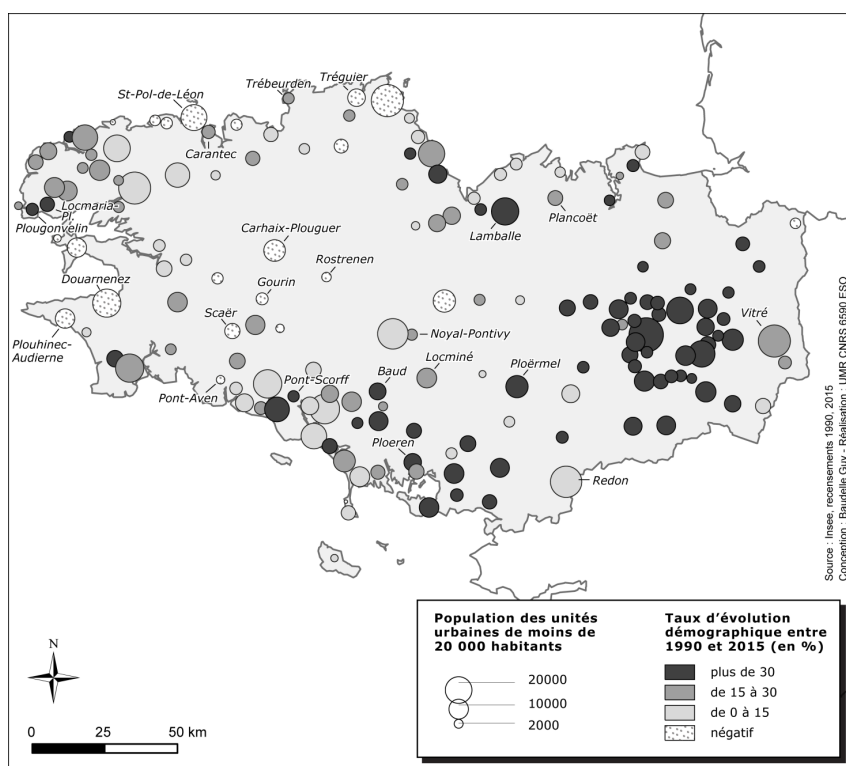 Tréguier
Trébeurden
St-Pol-de-Léon
Carantec
Locmaria-
Pl.
Plougonvelin
Plancoët
Lamballe
Carhaix-Plouguer
Rostrenen
Douarnenez
Gourin
Scaër
Plouhinec-
Audierne
Noyal-Pontivy
Vitré
Locminé
Ploërmel
Baud
Pont-Scorff
Pont-Aven
Ploeren
Redon
Source : Insee, recensements 1990, 2015
Conception : Baudelle Guy - Réalisation : UMR CNRS 6590 ESO
Population des unités
urbaines de moins de
20 000 habitants
20000
10000
2000
Taux d'évolution
démographique entre
1990 et 2015 (en %)
plus de 30
de 15 à 30
de 0 à 15
négatif
N
0 25 50 km